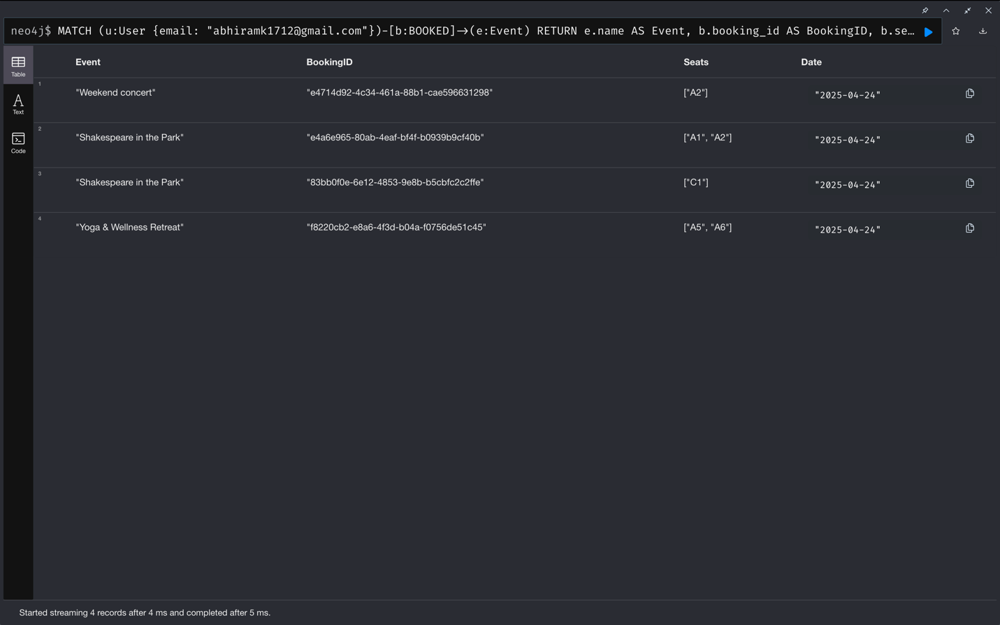 neo4j$ MATCH (u:User {email: "abhiramk1712@gmail.com"})-[b:BOOKED]→(e:Event) RETURN e.name AS Event, b.booking_id AS BookingID, b.se…
Table
Text
Code
Event BookingID Seats Date
1 "Weekend concert" "e4714d92-4c34-461a-88b1-cae596631298" ["A2"] "2025-04-24"
2 "Shakespeare in the Park" "e4a6e965-80ab-4eaf-bf4f-b0939b9cf40b" ["A1", "A2"] "2025-04-24"
3 "Shakespeare in the Park" "83bb0f0e-6e12-4853-9e8b-b5cbfc2c2ffe" ["C1"] "2025-04-24"
4 "Yoga & Wellness Retreat" "f8220cb2-e8a6-4f3d-b04a-f0756de51c45" ["A5", "A6"] "2025-04-24"
Started streaming 4 records after 4 ms and completed after 5 ms.